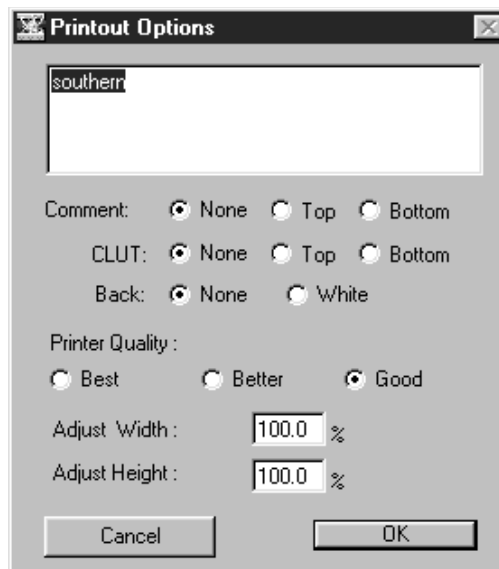 Printout Options
southern
Comment: None Top Bottom
CLUT: None Top Bottom
Back: None White
Printer Quality :
Best Better Good
Adjust Width : 100.0 %
Adjust Height : 100.0 %
Cancel OK